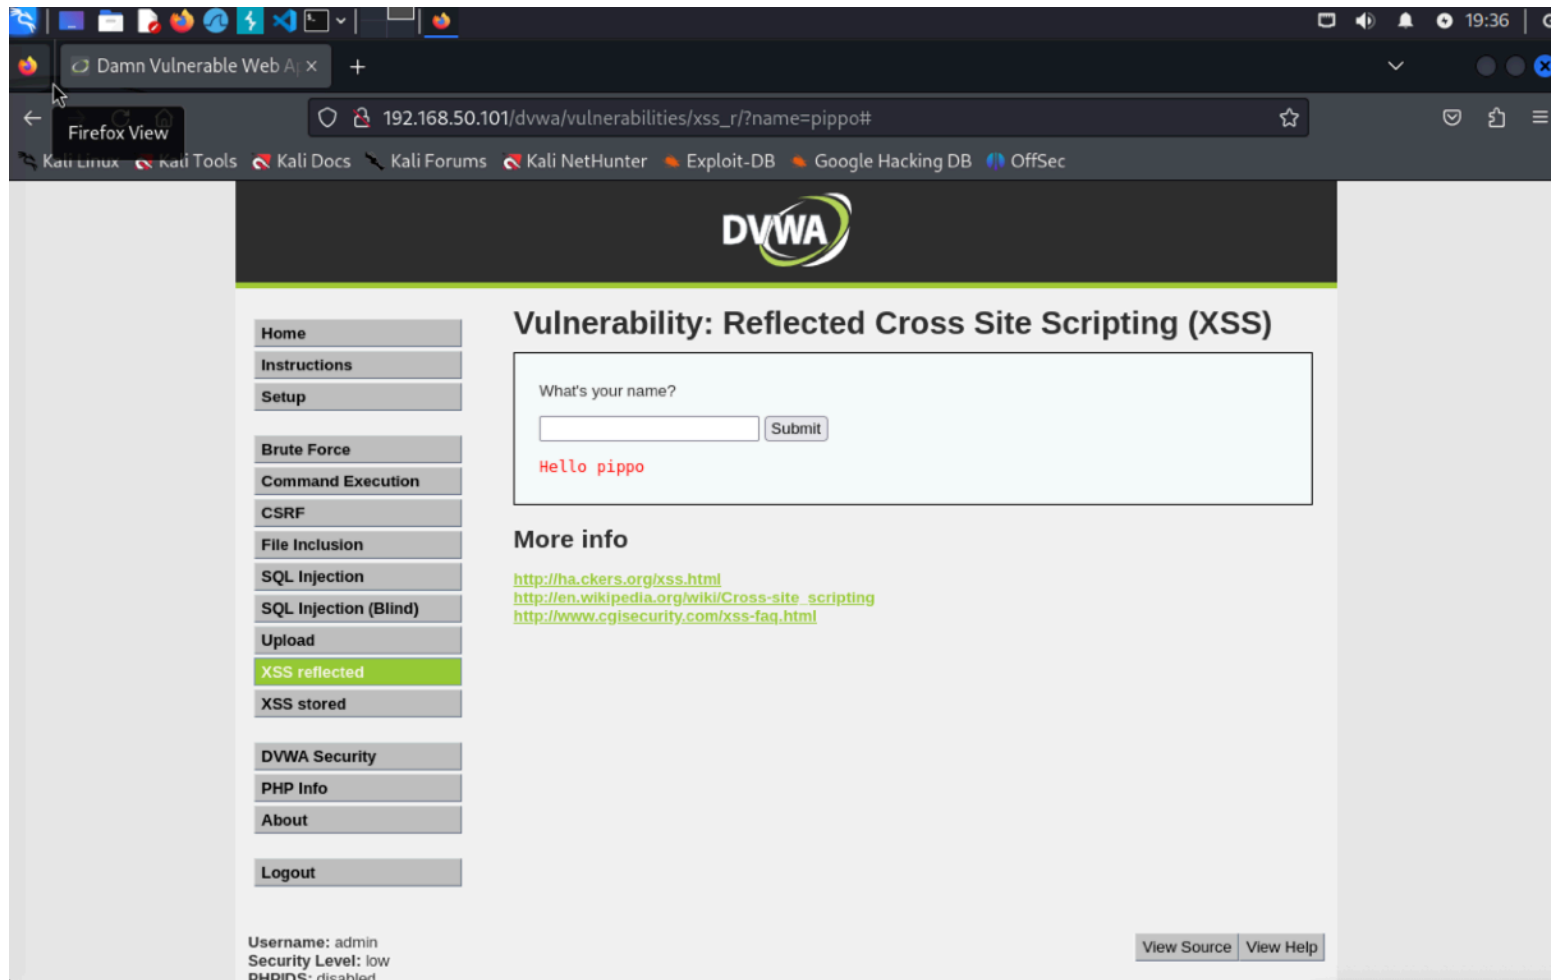 19:36
Damn Vulnerable Web Ap
192.168.50.101/dvwa/vulnerabilities/xss_r/?name=pippo#
Firefox View
Kali Linux Kali Tools Kali Docs Kali Forums Kali NetHunter Exploit-DB Google Hacking DB OffSec
DVWA
Home
Instructions
Setup
Brute Force
Command Execution
CSRF
File Inclusion
SQL Injection
SQL Injection (Blind)
Upload
XSS reflected
XSS stored
DVWA Security
PHP Info
About
Logout
Vulnerability: Reflected Cross Site Scripting (XSS)
What's your name?
Submit
Hello pippo
More info
http://ha.ckers.org/xss.html
http://en.wikipedia.org/wiki/Cross-site_scripting
http://www.cgisecurity.com/xss-faq.html
Username: admin
Security Level: low
PHPIDS: disabled
View Source View Help